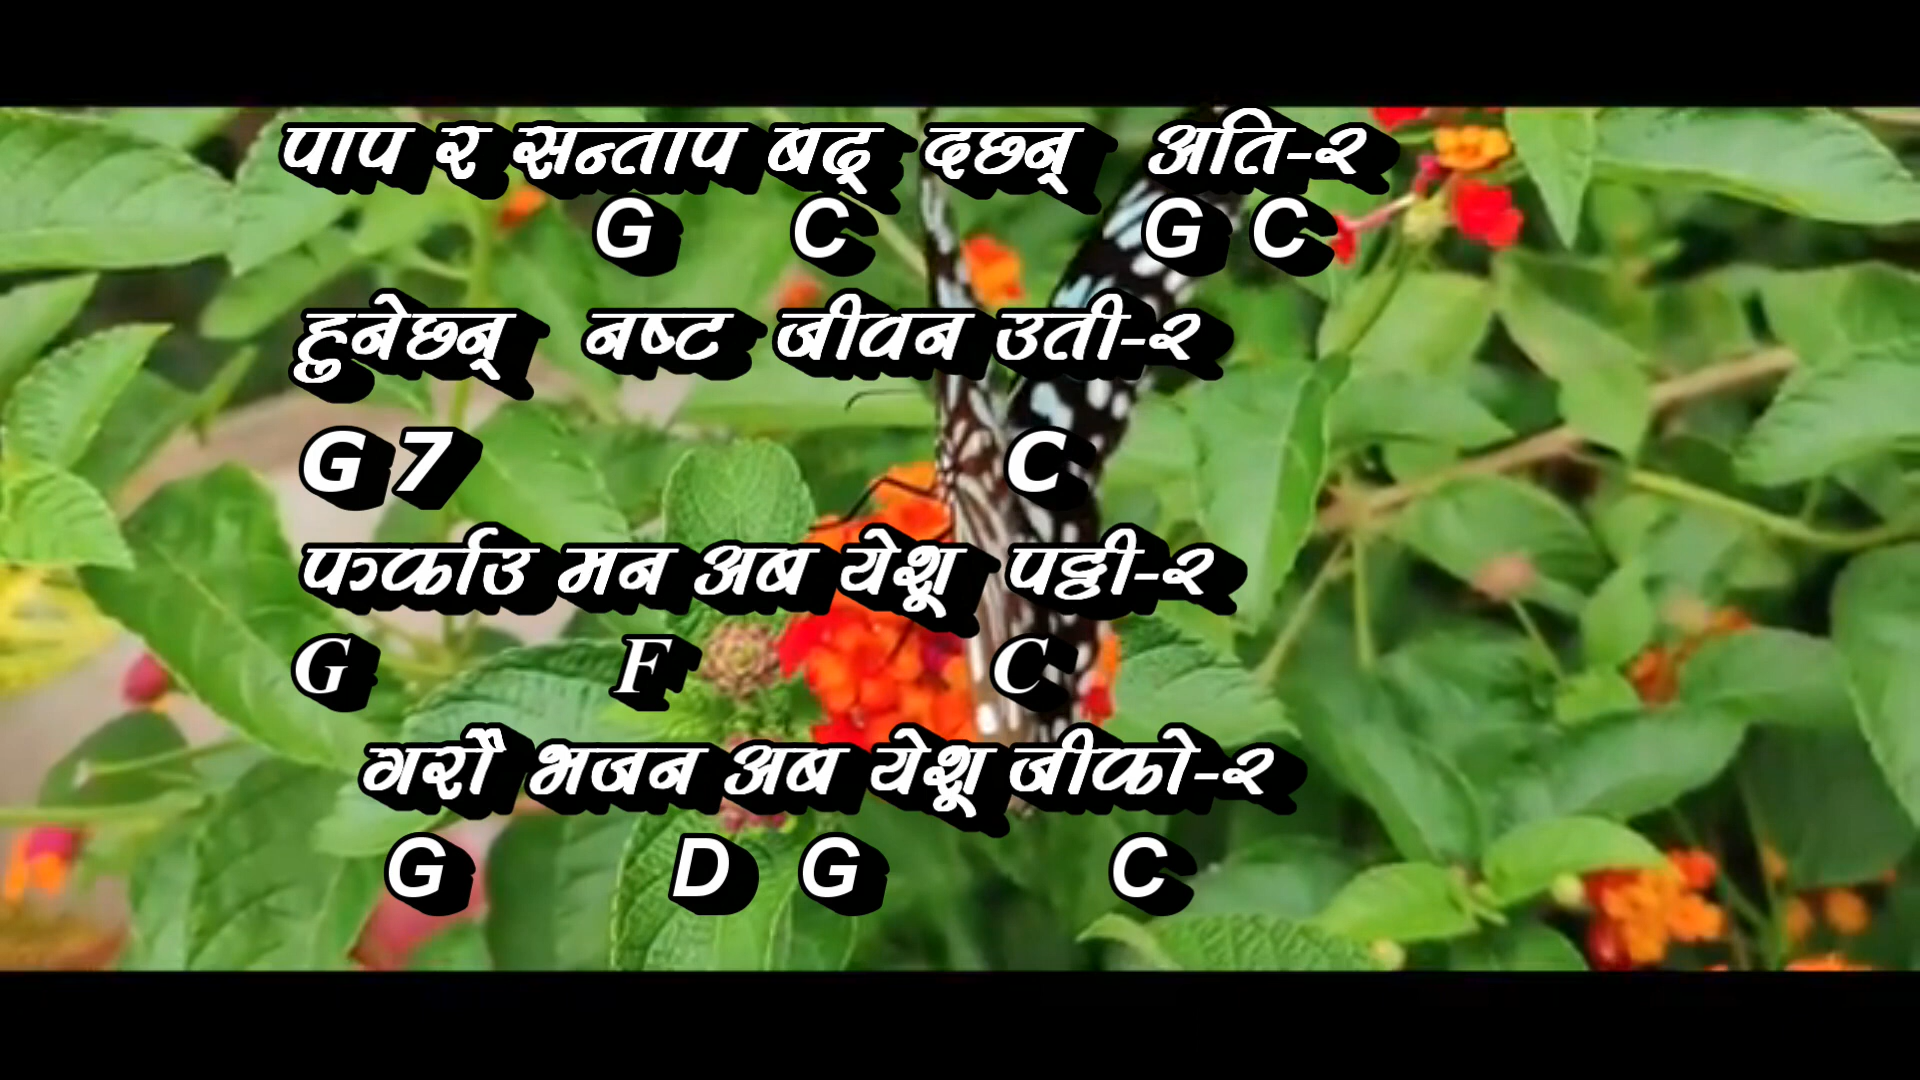 पाप र सन्ताप बढ् दछन् अति-२
G C G C
हुनेछन् नष्ट जीवन उती-२
G 7 C
फर्काउ मन अब येशू पट्टी-२
G F C
गरौ भजन अब येशू जीको-२
G D G C